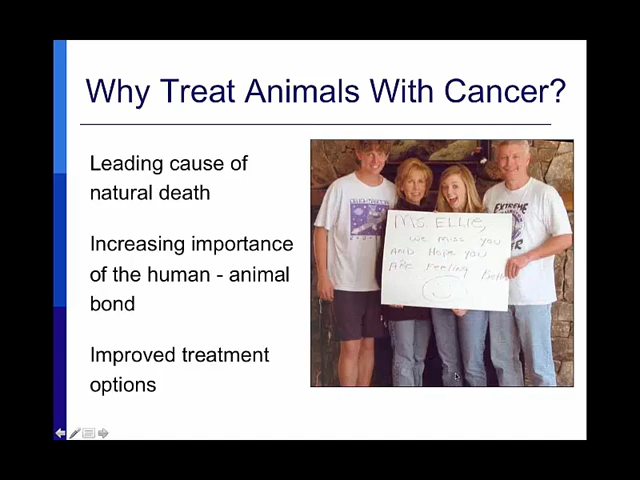 Why Treat Animals With Cancer?
Leading cause of
natural death
Increasing importance
of the human - animal
bond
Improved treatment
options
Ms. ELLIE,
we miss you
AND Hope you
ARE Feeling
EXTREME